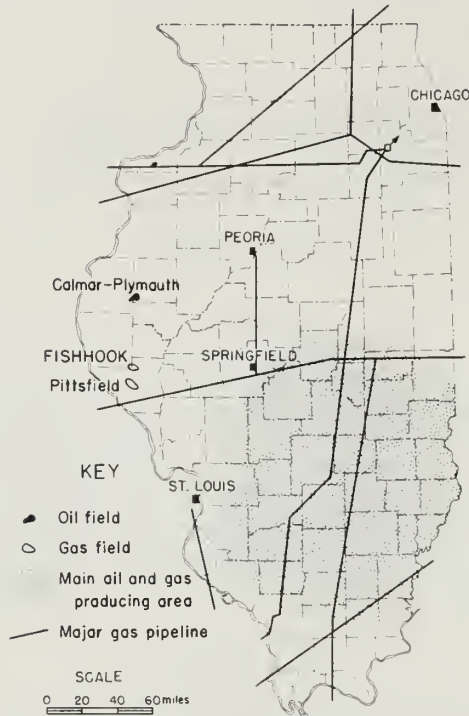 CHICAGO
PEORIA
Calmar-Plymouth
FISHHOOK
SPRINGFIELD
Pittsfield
KEY
ST. LOUIS
Oil field
Gas field
Main oil and gas
producing area
Major gas pipeline
SCALE
0 20 40 60 miles